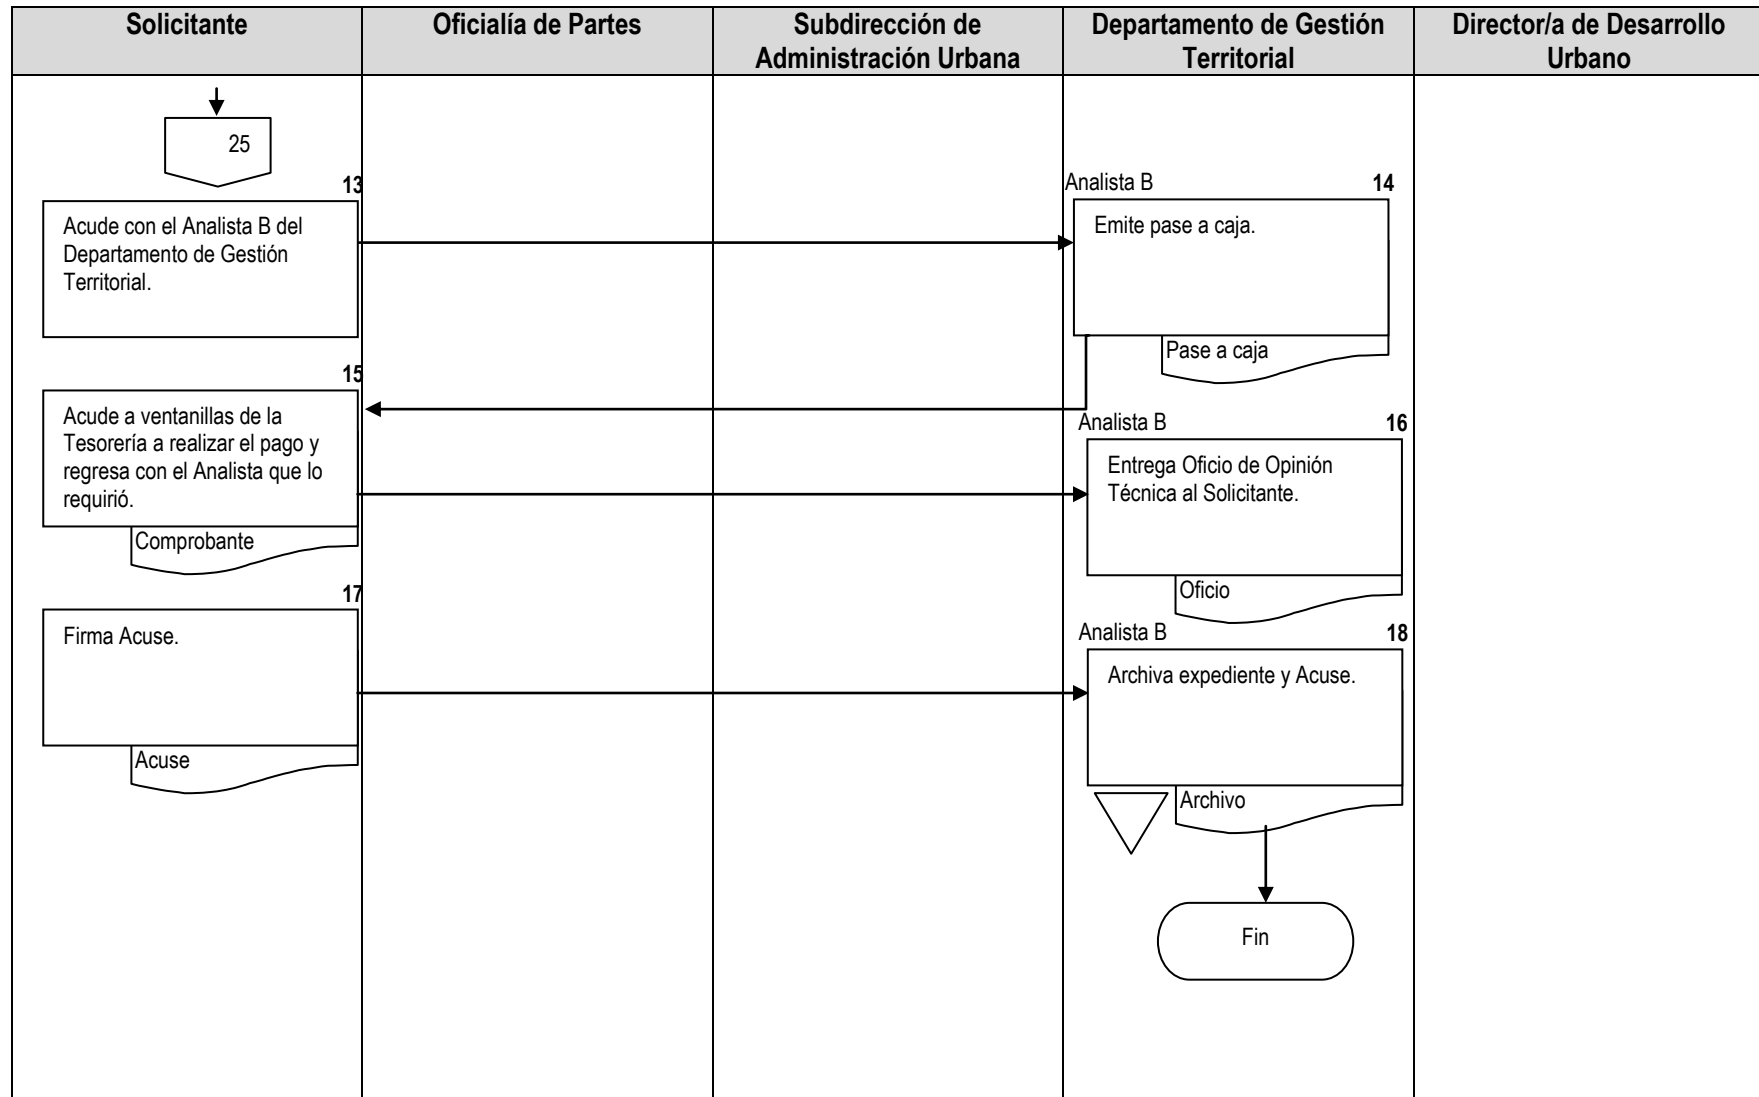 Solicitante
Oficialía de Partes
Subdirección de
Administración Urbana
Departamento de Gestión
Territorial
Director/a de Desarrollo
Urbano
25
13
Acude con el Analista B del
Departamento de Gestión
Territorial.
Analista B
14
Emite pase a caja.
Pase a caja
15
Acude a ventanillas de la
Tesorería a realizar el pago y
regresa con el Analista que lo
requirió.
Comprobante
Analista B
16
Entrega Oficio de Opinión
Técnica al Solicitante.
Oficio
17
Firma Acuse.
Acuse
Analista B
18
Archiva expediente y Acuse.
Archivo
Fin